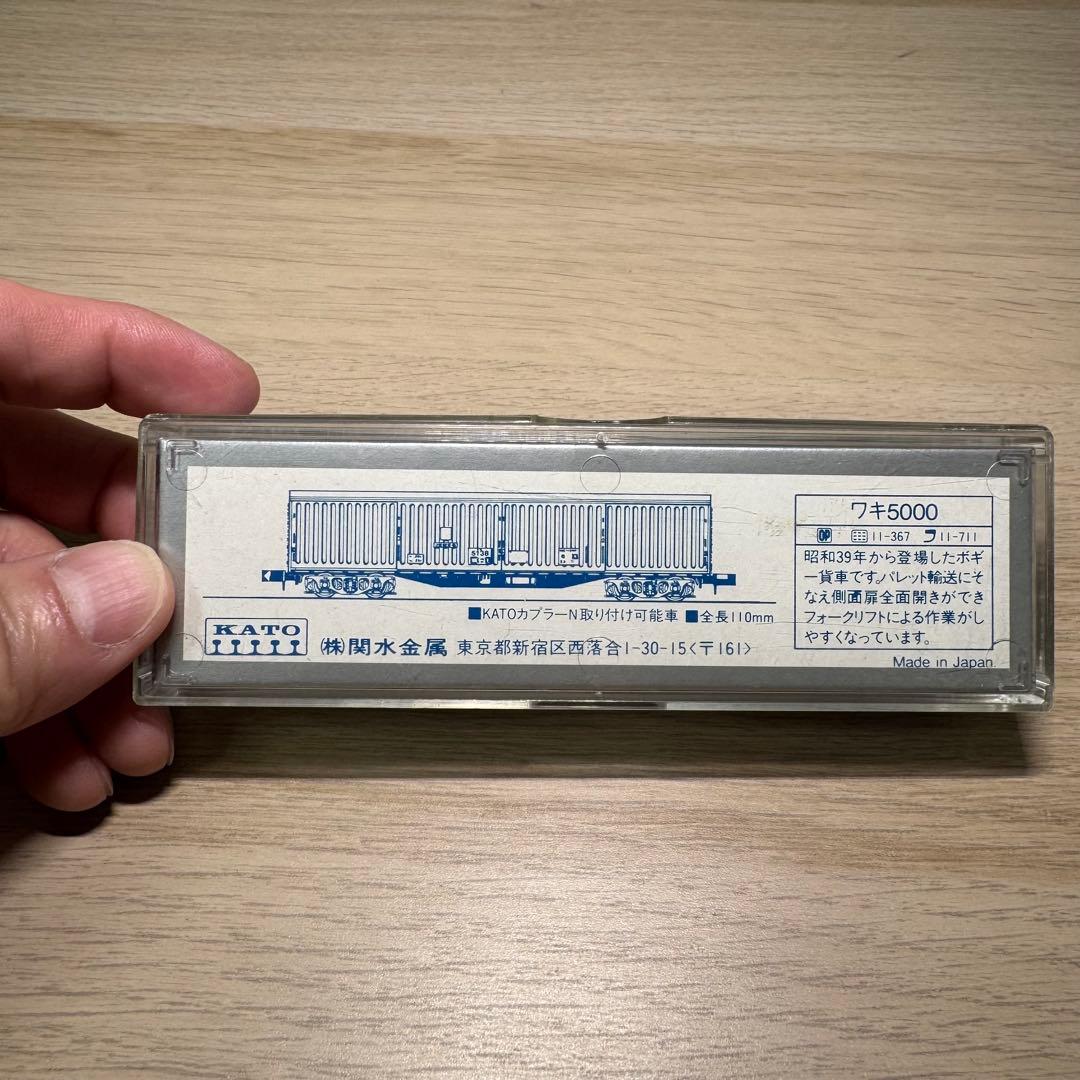 5138
■KATOカプラーN取り付け可能車 ■全長110mm
KATO
㈱関水金属 東京都新宿区西落合1-30-15〈〒161〉
ワキ5000
OP 11-367 11-711
昭和39年から登場したボギ
ー貨車です。パレット輸送にそ
なえ側面扉全面開きができ
フォークリフトによる作業がし
やすくなっています。
Made in Japan